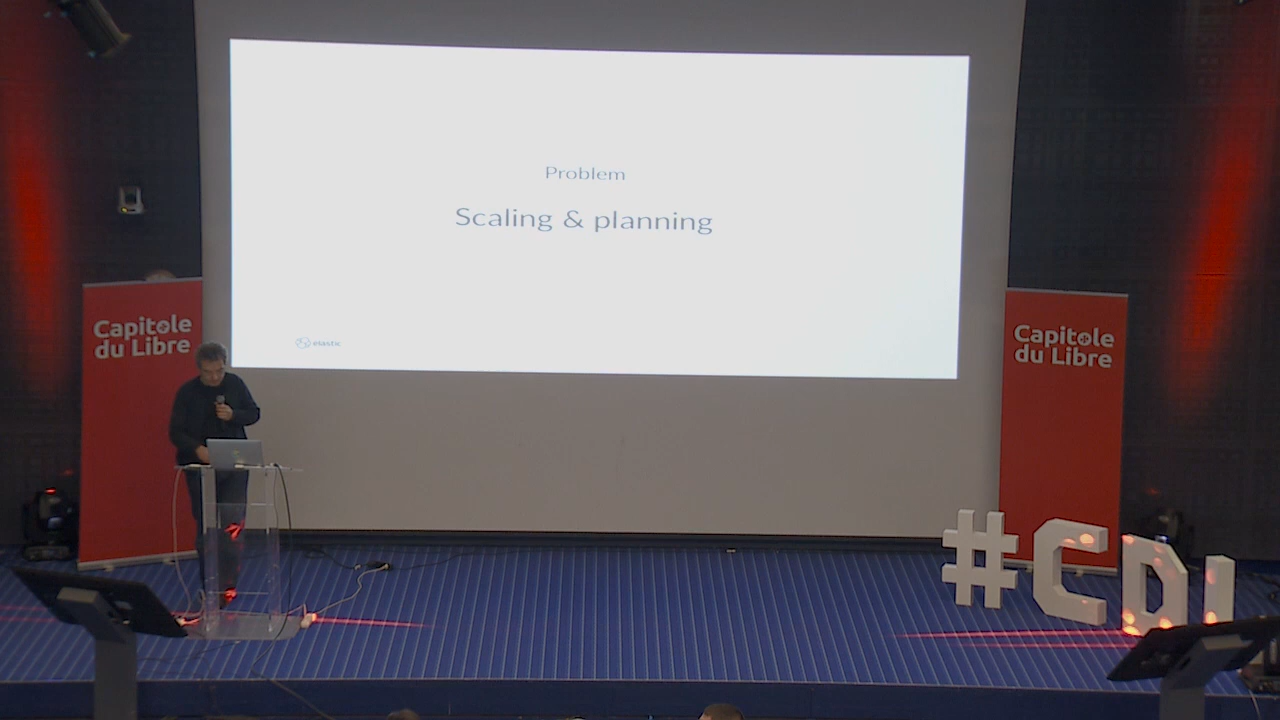 Problem
Scaling & planning
elastic
Capitole
du Libre
Capitole
du Libre
#CDL